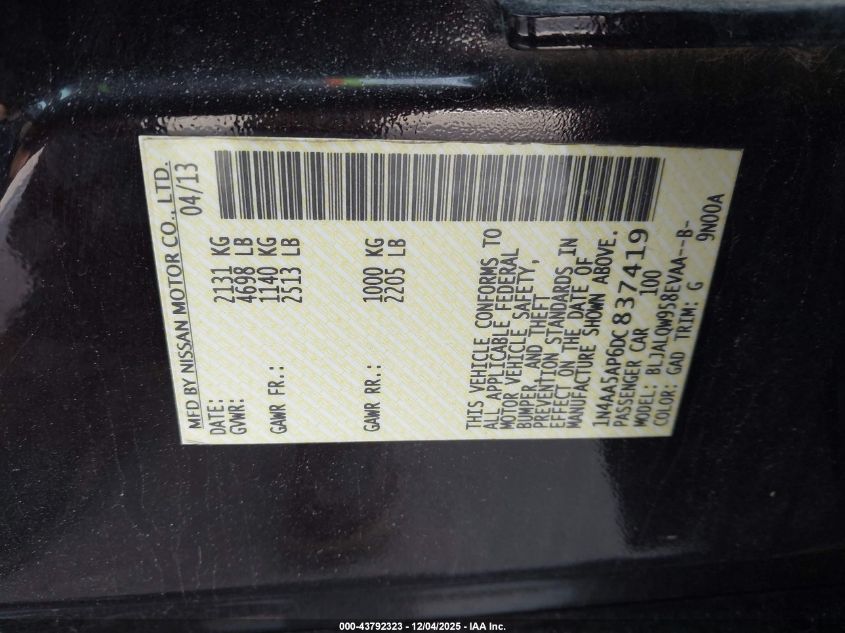 MFD BY NISSAN MOTOR CO., LTD.
DATE: 04/13
GVWR: 2131 KG
4698 LB
GAWR FR.: 1140 KG
2513 LB
GAWR RR.: 1000 KG
2205 LB
THIS VEHICLE CONFORMS TO
ALL APPLICABLE FEDERAL
MOTOR VEHICLE SAFETY,
BUMPER, AND THEFT
PREVENTION STANDARDS IN
EFFECT ON THE DATE OF
MANUFACTURE SHOWN ABOVE.
1N4AA5AP6DC837419
PASSENGER CAR 100
MODEL: BLJALQW958EVAA--B-
COLOR: GAD TRIM: G 9N00A
000-43792323 - 12/04/2025 - IAA Inc.